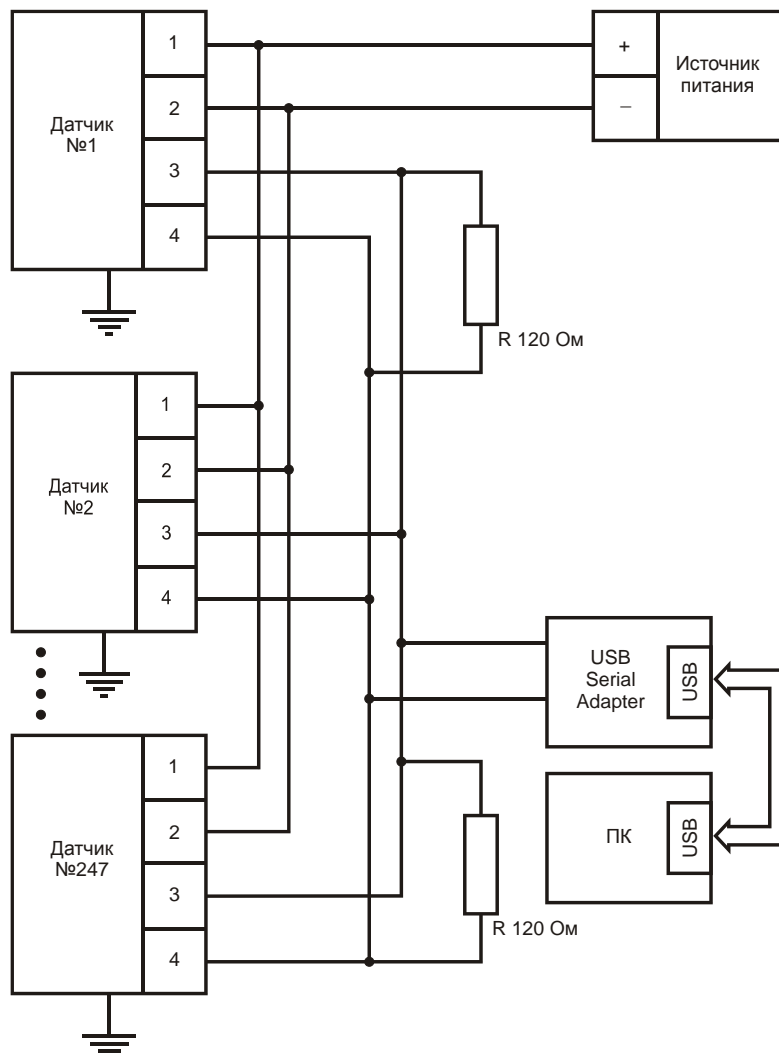 1
2
3
4
Датчик
№1
+
–
Источник
питания
R 120 Ом
1
2
3
4
Датчик
№2
USB
Serial
Adapter
USB
1
2
3
4
Датчик
№247
ПК
USB
R 120 Ом